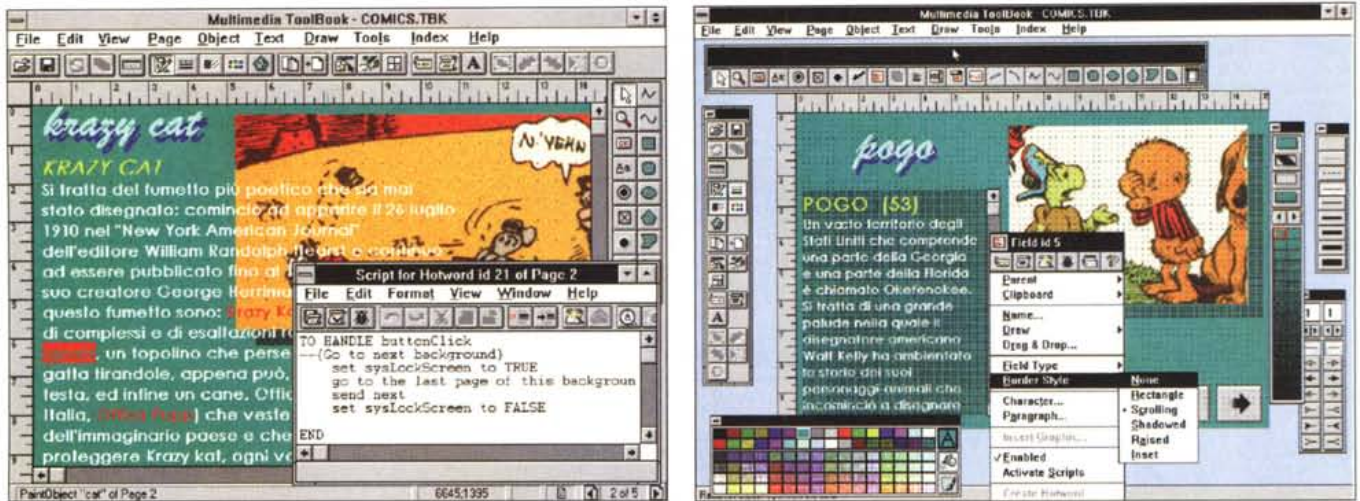 Multimedia ToolBook - COMICS.TBK
File Edit View Page Object Text Draw Tools Index Help
krazy cat
KRAZY CAT
Si tratta del fumetto più poetico che sia mai
stato disegnato: cominciò ad apparire il 26 luglio
1910 nel "New York American Journal"
dell'editore William Randolph Hearst e continuò
ad essere pubblicato fino al
suo creatore George Herriman
questo fumetto sono: Krazy
di complessi e di esaltazioni
, un topolino che perse
gatta tirandole, appena può,
testa, ed infine un cane, Offic
Italia, che veste
dell'immaginario paese e che
proteggere Krazy kat, ogni vo
N. YEAH
Script for Hotword id 21 of Page 2
File Edit Format View Window Help
TO HANDLE buttonClick
--{Go to next background}
set sysLockScreen to TRUE
go to the last page of this backgroun
send next
set sysLockScreen to FALSE
END
PaintObject "cat" of Page 2
6645,1395
2 of 5
Multimedia ToolBook - COMICS.TBK
File Edit View Page Object Text Draw Tools Index Help
pogo
POGO (53)
Un vasto territorio degli
Stati Uniti che comprende
una parte della Georgia
e una parte della Florida
è chiamato Okefenokee.
Si tratta di una grande
palude nella quale il
disegnatore americano
Walt Kelly ha ambientato
le storie dei suoi
personaggi animali che
incominciò a disegnare
Field id 5
Parent
Clipboard
Name...
Draw
Drag & Drop...
Field Type
Border Style
Character...
Paragraph...
Insert Graphic...
Enabled
Activate Scripts
Create Hotword
None
Rectangle
Scrolling
Shadowed
Raised
Inset